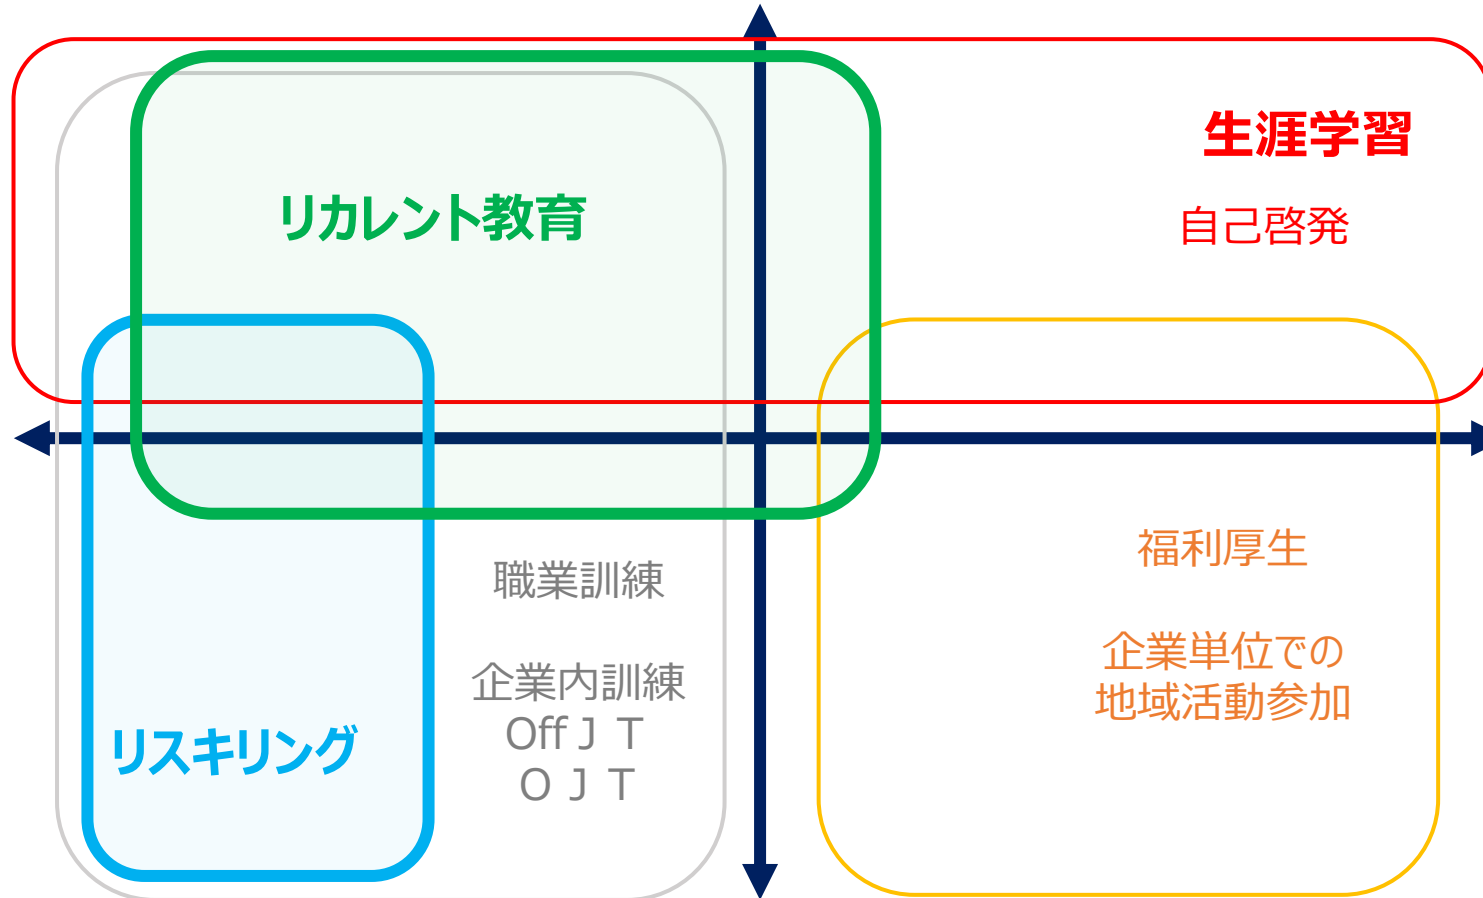 生涯学習
自己啓発
リカレント教育
リスキリング
職業訓練
企業内訓練
OffＪＴ
ＯＪＴ
福利厚生
企業単位での
地域活動参加